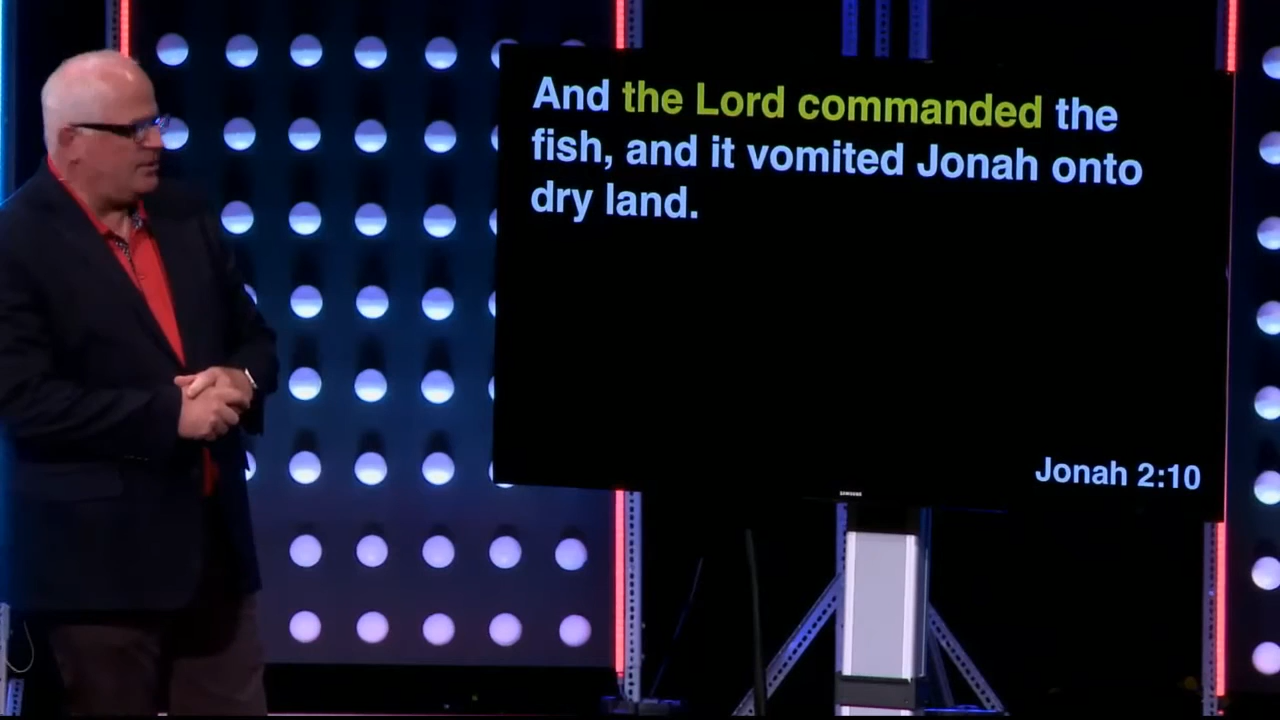 And the Lord commanded the
fish, and it vomited Jonah onto
dry land.
Jonah 2:10
SAMSUNG